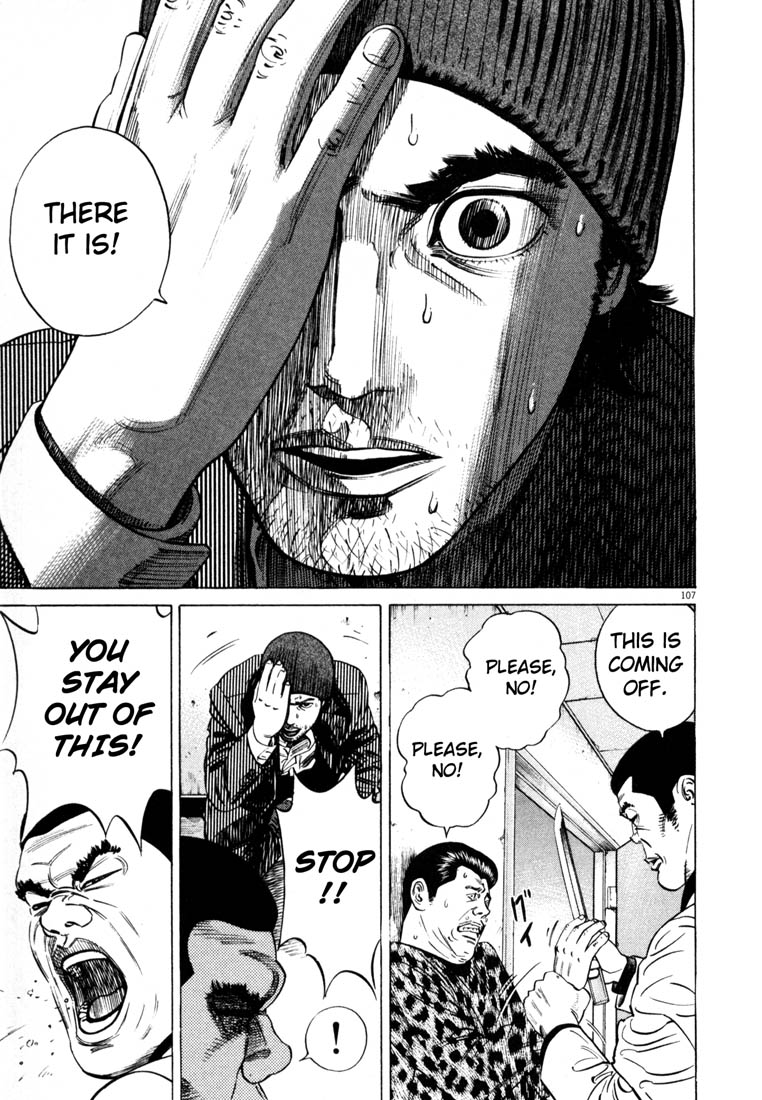 THERE
IT IS!
107
THIS IS
COMING
OFF.
PLEASE,
NO!
PLEASE,
NO!
グイ
STOP
!!
!
YOU
STAY
OUT OF
THIS!